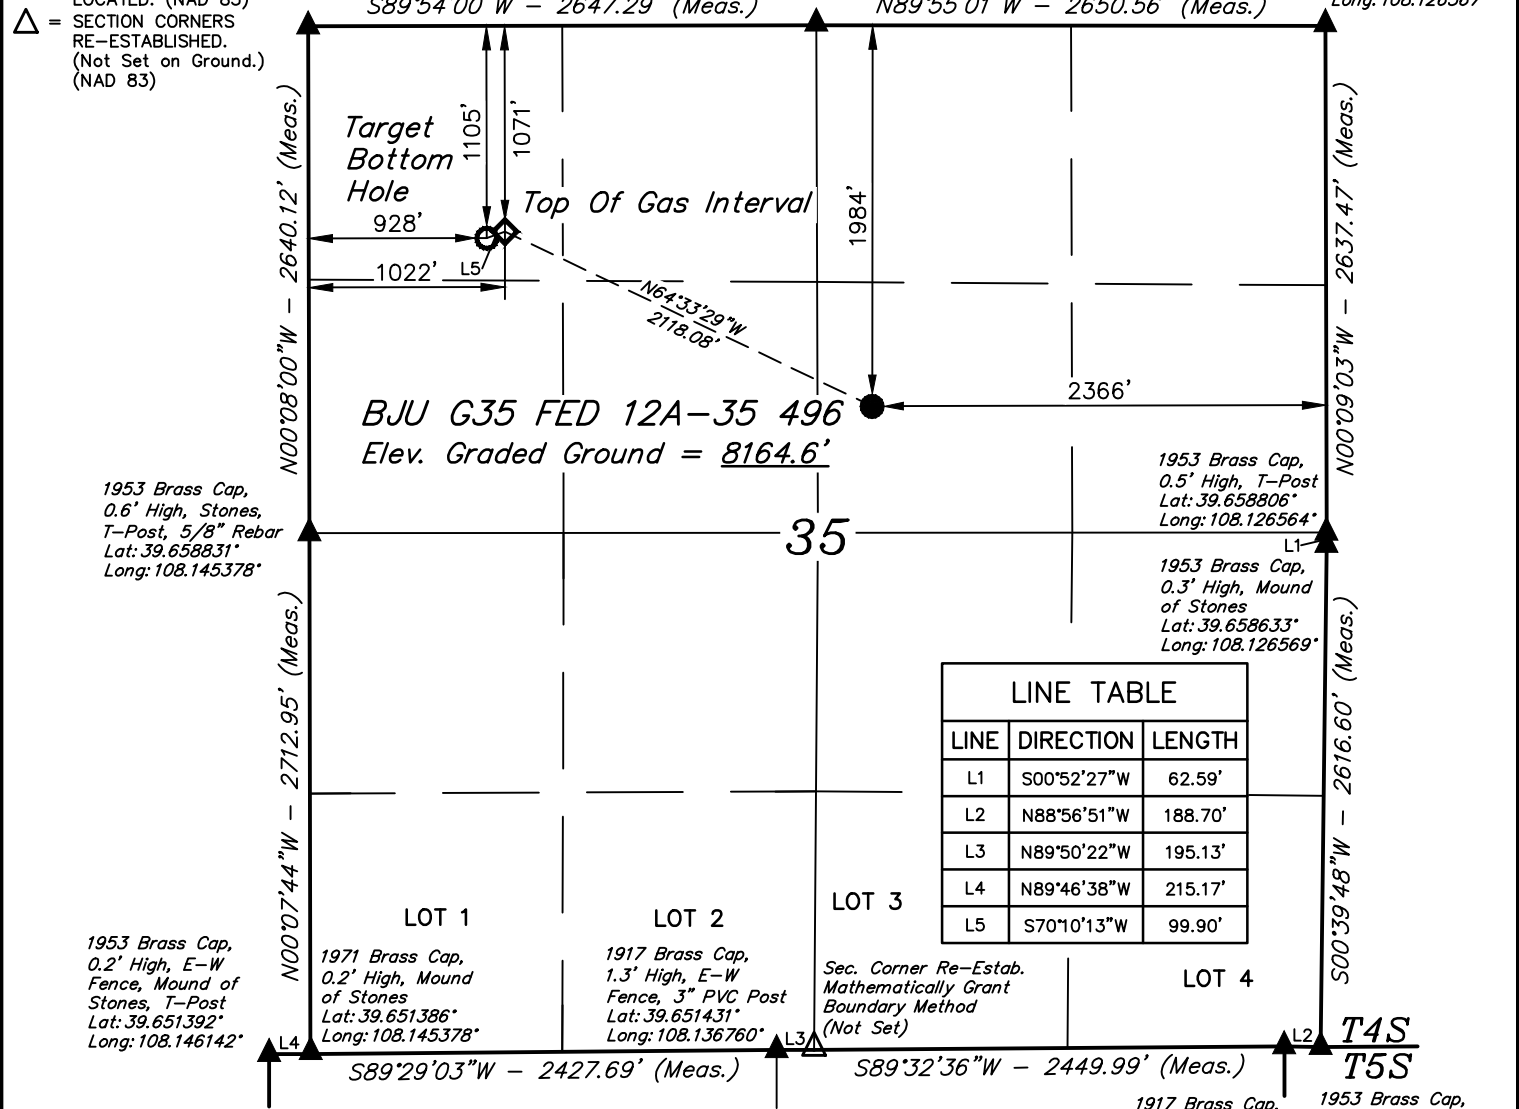 LOCATED. (NAD 83)
△ = SECTION CORNERS
RE-ESTABLISHED.
(Not Set on Ground.)
(NAD 83)
S89°54'00"W - 2647.29' (Meas.)
N89°55'01"W - 2650.56' (Meas.)
Long: 108.126567°
N00°08'00"W - 2640.12' (Meas.)
Target
Bottom
Hole
1105'
1071'
Top Of Gas Interval
928'
1022'
L5
1984'
N64°33'29"W
2118.08'
2366'
N00°09'03"W - 2637.47' (Meas.)
BJU G35 FED 12A-35 496
Elev. Graded Ground = 8164.6'
1953 Brass Cap,
0.6' High, Stones,
T-Post, 5/8" Rebar
Lat: 39.658831°
Long: 108.145378°
35
1953 Brass Cap,
0.5' High, T-Post
Lat: 39.658806°
Long: 108.126564°
L1
1953 Brass Cap,
0.3' High, Mound
of Stones
Lat: 39.658633°
Long: 108.126569°
N00°07'44"W - 2712.95' (Meas.)
S00°39'48"W - 2616.60' (Meas.)
LINE TABLE
LINE DIRECTION LENGTH
L1 S00°52'27"W 62.59'
L2 N88°56'51"W 188.70'
L3 N89°50'22"W 195.13'
L4 N89°46'38"W 215.17'
L5 S70°10'13"W 99.90'
LOT 1
LOT 2
LOT 3
LOT 4
1953 Brass Cap,
0.2' High, E-W
Fence, Mound of
Stones, T-Post
Lat: 39.651392°
Long: 108.146142°
1971 Brass Cap,
0.2' High, Mound
of Stones
Lat: 39.651386°
Long: 108.145378°
1917 Brass Cap,
1.3' High, E-W
Fence, 3" PVC Post
Lat: 39.651431°
Long: 108.136760°
Sec. Corner Re-Estab.
Mathematically Grant
Boundary Method
(Not Set)
L4
L3
L2
T4S
T5S
S89°29'03"W - 2427.69' (Meas.)
S89°32'36"W - 2449.99' (Meas.)
1917 Brass Cap,
1953 Brass Cap,